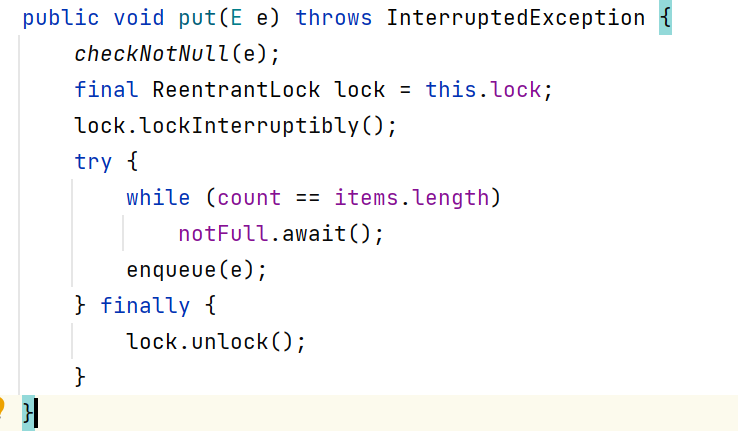 public void put(E e) throws InterruptedException {
    checkNotNull(e);
    final ReentrantLock lock = this.lock;
    lock.lockInterruptibly();
    try {
        while (count == items.length)
            notFull.await();
        enqueue(e);
    } finally {
        lock.unlock();
    }
}